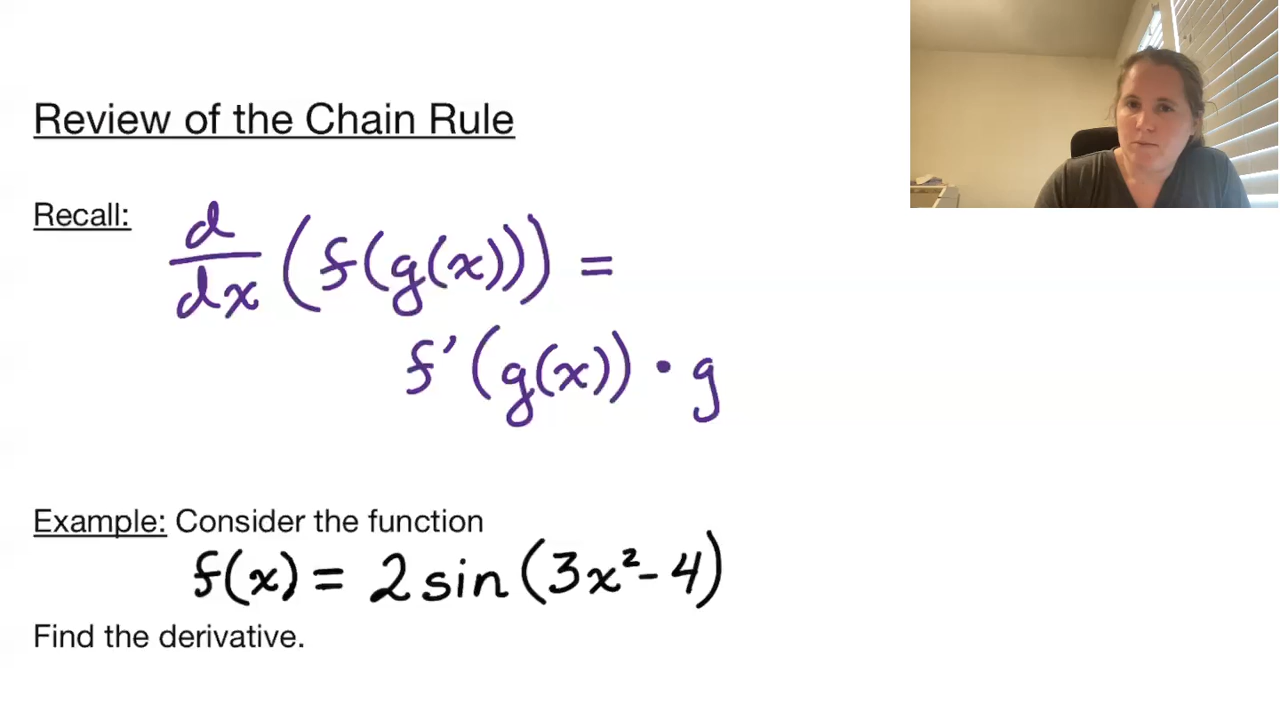 Review of the Chain Rule
Recall: d/dx (f(g(x))) =
f'(g(x)) • g
Example: Consider the function
f(x) = 2 sin (3x² - 4)
Find the derivative.